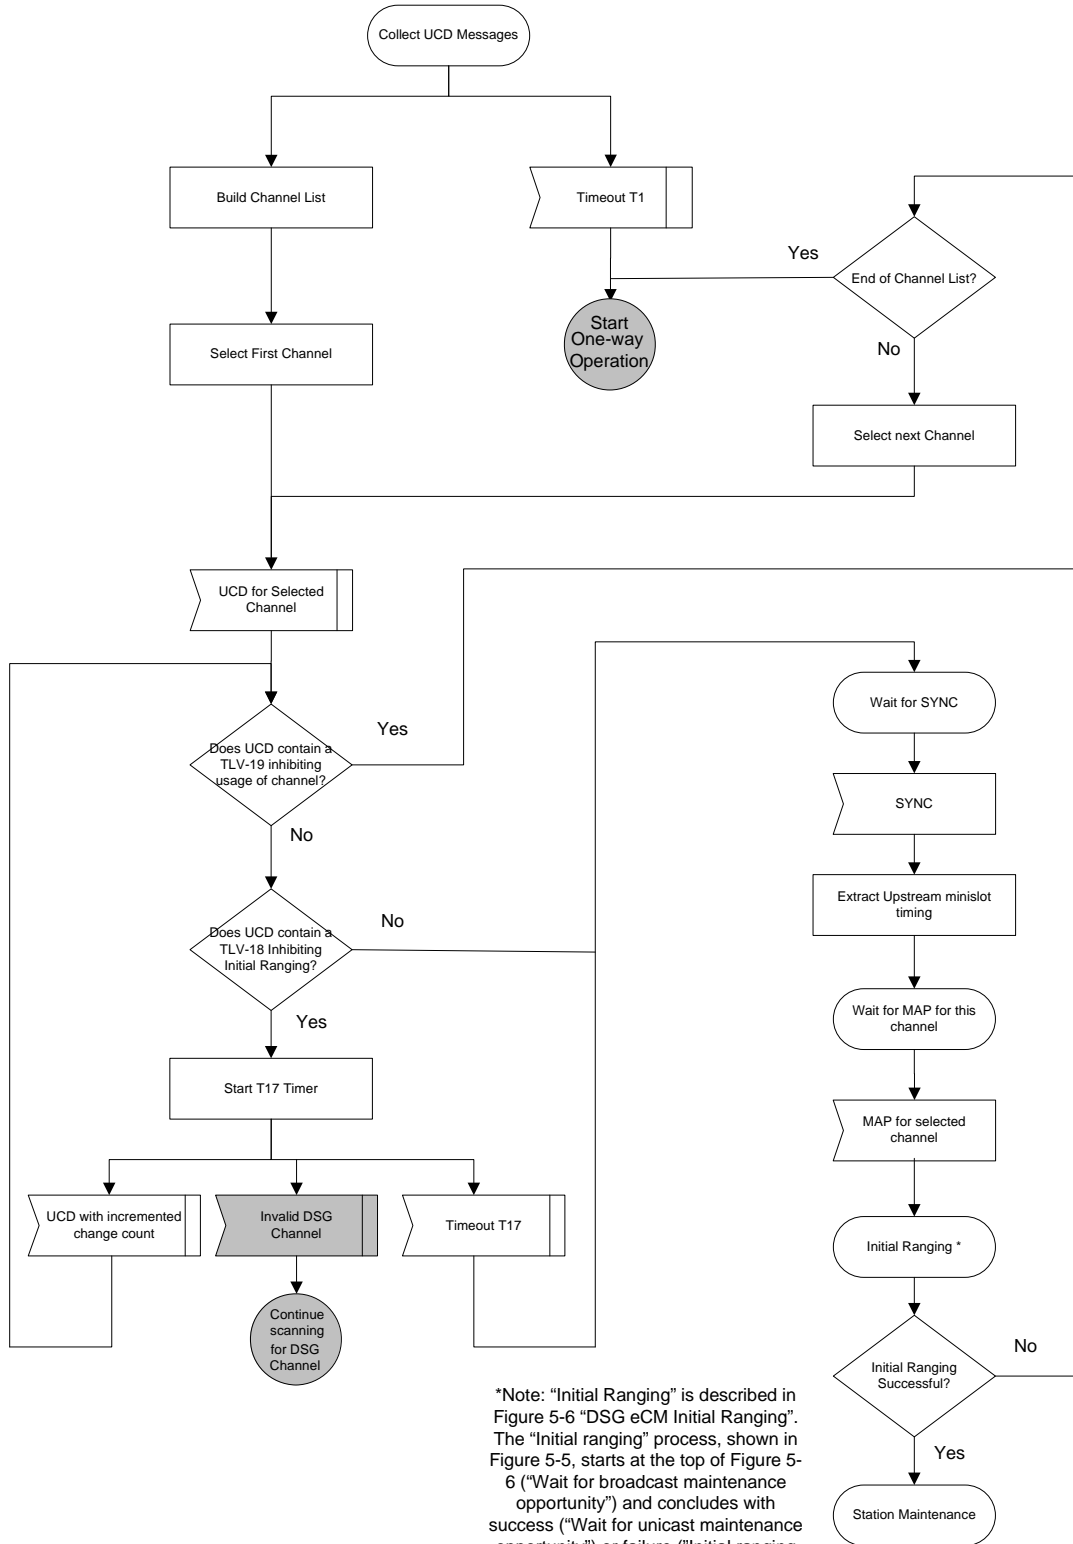 Collect UCD Messages
Build Channel List
Timeout T1
Yes
End of Channel List?
Start
One-way
Operation
Select First Channel
No
Select next Channel
UCD for Selected
Channel
Wait for SYNC
Yes
Does UCD contain a
TLV-19 inhibiting
usage of channel?
SYNC
No
Extract Upstream minislot
timing
No
Does UCD contain a
TLV-18 Inhibiting
Initial Ranging?
Wait for MAP for this
channel
Yes
Start T17 Timer
MAP for selected
channel
UCD with incremented
change count
Invalid DSG
Channel
Timeout T17
Initial Ranging *
Continue
scanning
for DSG
Channel
No
Initial Ranging
Successful?
*Note: “Initial Ranging” is described in
Figure 5-6 “DSG eCM Initial Ranging”.
The “Initial ranging” process, shown in
Figure 5-5, starts at the top of Figure 5-
6 (“Wait for broadcast maintenance
opportunity”) and concludes with
success (“Wait for unicast maintenance
opportunity”) or failure (”Initial ranging
Yes
Station Maintenance